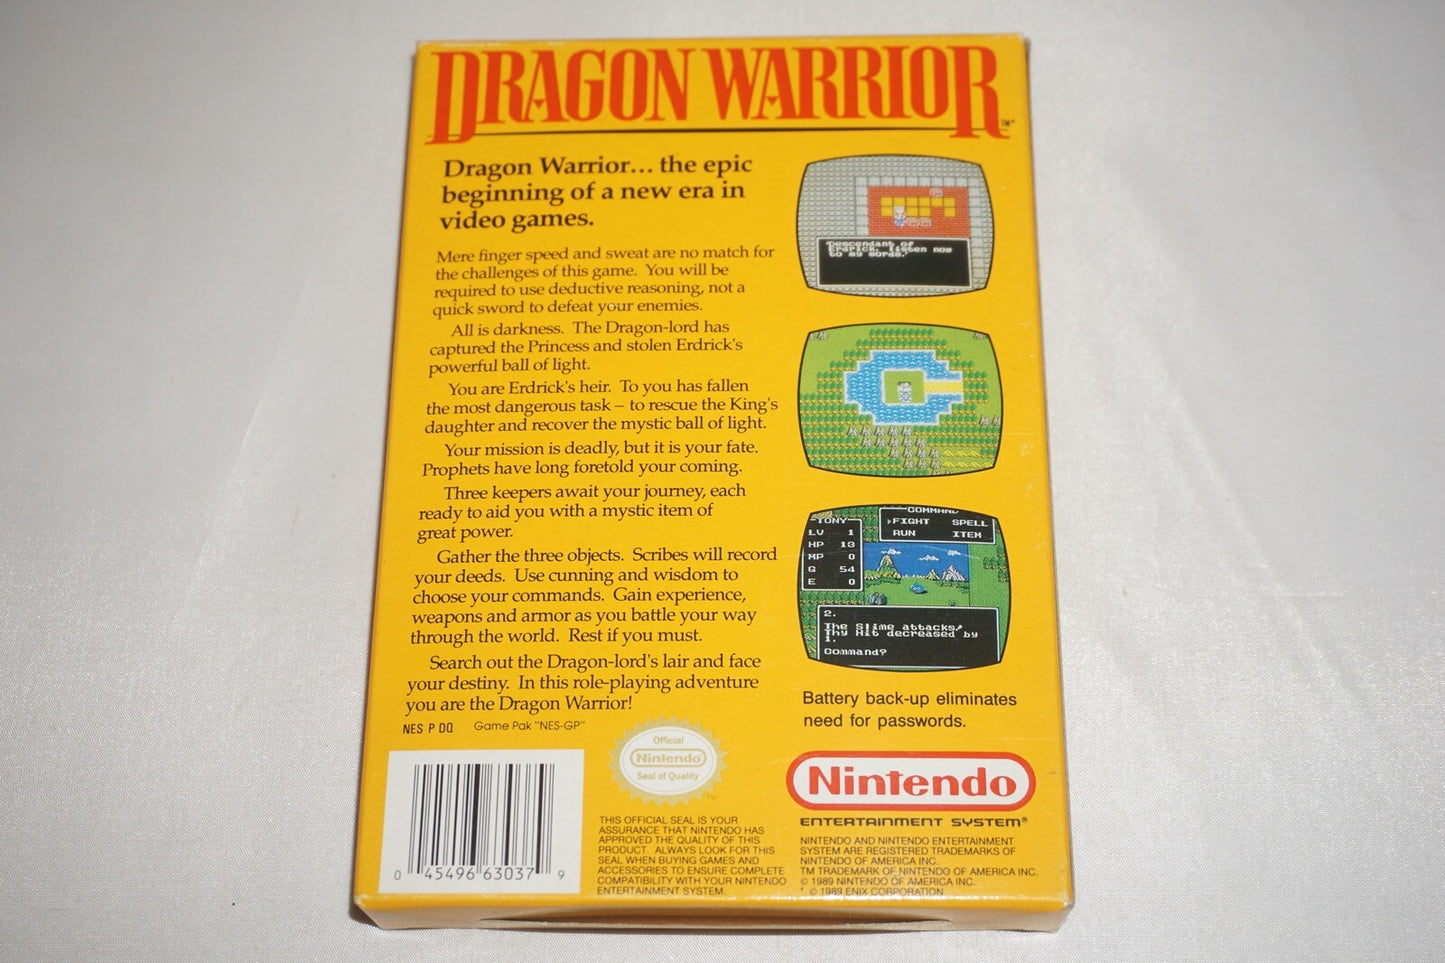 DRAGON WARRIOR
TM*
Dragon Warrior... the epic
beginning of a new era in
video games.
Mere finger speed and sweat are no match for
the challenges of this game. You will be
required to use deductive reasoning, not a
quick sword to defeat your enemies.
All is darkness. The Dragon-lord has
captured the Princess and stolen Erdrick's
powerful ball of light.
You are Erdrick's heir. To you has fallen
the most dangerous task – to rescue the King's
daughter and recover the mystic ball of light.
Your mission is deadly, but it is your fate.
Prophets have long foretold your coming.
Three keepers await your journey, each
ready to aid you with a mystic item of
great power.
Gather the three objects. Scribes will record
your deeds. Use cunning and wisdom to
choose your commands. Gain experience,
weapons and armor as you battle your way
through the world. Rest if you must.
Search out the Dragon-lord's lair and face
your destiny. In this role-playing adventure
you are the Dragon Warrior!
NES P DQ Game Pak "NES-GP"
'Descendant of
Erdrick, listen now
to my words.'
COMMAND
FIGHT SPELL
RUN ITEM
TONY
LV 1
HP 13
MP 0
G 54
E 0
2.
The Slime attacks!
Thy Hit decreased by
1.
Command?
Battery back-up eliminates
need for passwords.
Official
Nintendo
Seal of Quality
TM
THIS OFFICIAL SEAL IS YOUR
ASSURANCE THAT NINTENDO HAS
APPROVED THE QUALITY OF THIS
PRODUCT. ALWAYS LOOK FOR THIS
SEAL WHEN BUYING GAMES AND
ACCESSORIES TO ENSURE COMPLETE
COMPATIBILITY WITH YOUR NINTENDO
ENTERTAINMENT SYSTEM.
Nintendo
ENTERTAINMENT SYSTEM®
NINTENDO AND NINTENDO ENTERTAINMENT
SYSTEM ARE REGISTERED TRADEMARKS OF
NINTENDO OF AMERICA INC.
TM TRADEMARK OF NINTENDO OF AMERICA INC.
© 1989 NINTENDO OF AMERICA INC.
*. © 1989 ENIX CORPORATION
0 45496 63037 9